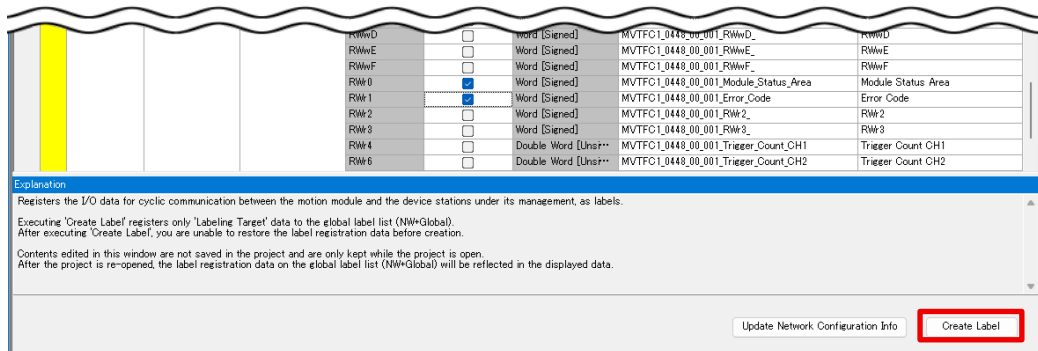 RWwD Word [Signed] MVTFC1_0448_00_001_RWwD_ RWwD
RWwE Word [Signed] MVTFC1_0448_00_001_RWwE_ RWwE
RWwF Word [Signed] MVTFC1_0448_00_001_RWwF_ RWwF
RWr0 Word [Signed] MVTFC1_0448_00_001_Module_Status_Area Module Status Area
RWr1 Word [Signed] MVTFC1_0448_00_001_Error_Code Error Code
RWr2 Word [Signed] MVTFC1_0448_00_001_RWr2_ RWr2
RWr3 Word [Signed] MVTFC1_0448_00_001_RWr3_ RWr3
RWr4 Double Word [Unsi··· MVTFC1_0448_00_001_Trigger_Count_CH1 Trigger Count CH1
RWr6 Double Word [Unsi··· MVTFC1_0448_00_001_Trigger_Count_CH2 Trigger Count CH2
Explanation
Registers the I/O data for cyclic communication between the motion module and the device stations under its management, as labels.
Executing 'Create Label' registers only 'Labeling Target' data to the global label list (NW+Global).
After executing 'Create Label', you are unable to restore the label registration data before creation.
Contents edited in this window are not saved in the project and are only kept while the project is open.
After the project is re-opened, the label registration data on the global label list (NW+Global) will be reflected in the displayed data.
Update Network Configuration Info Create Label